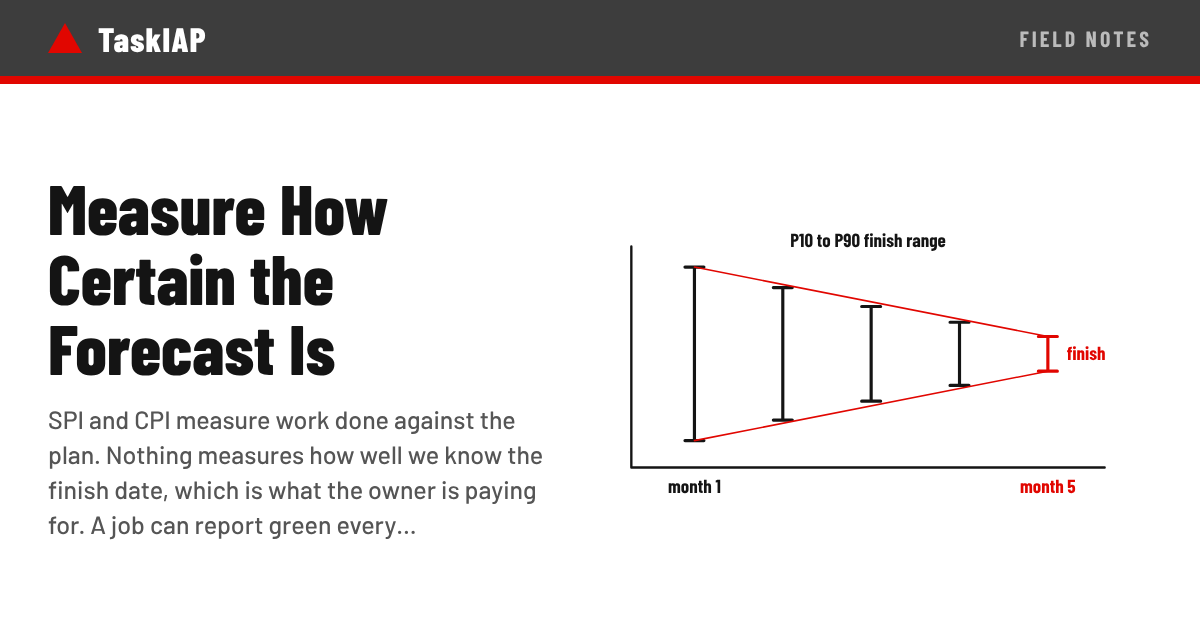 TaskIAP
FIELD NOTES
Measure How
Certain the
Forecast Is
SPI and CPI measure work done against the
plan. Nothing measures how well we know the
finish date, which is what the owner is paying
for. A job can report green every...
P10 to P90 finish range
finish
month 1
month 5